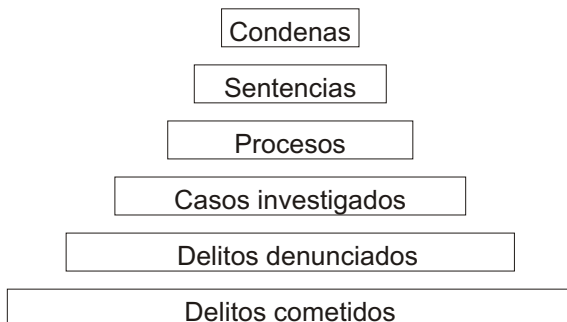 Condenas
Sentencias
Procesos
Casos investigados
Delitos denunciados
Delitos cometidos